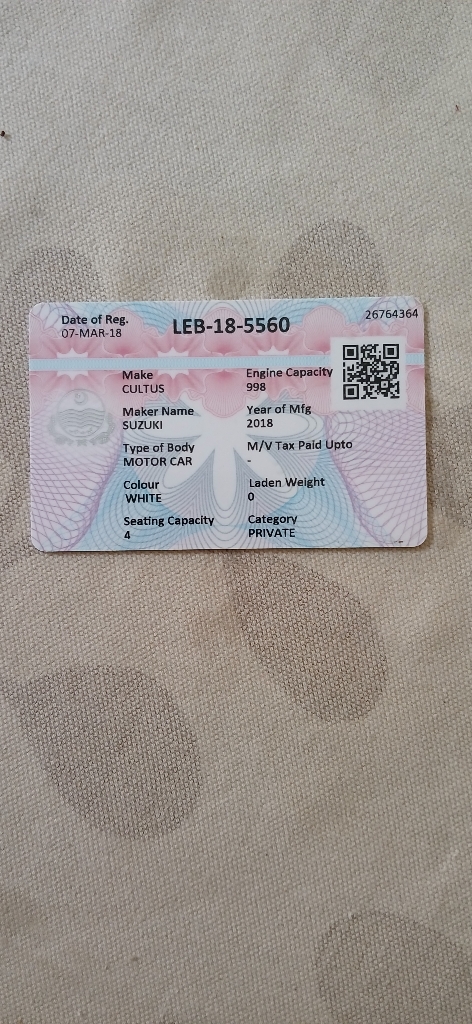 Date of Reg.
07-MAR-18
LEB-18-5560
26764364
Make
CULTUS
Engine Capacity
998
Maker Name
SUZUKI
Year of Mfg
2018
Type of Body
MOTOR CAR
M/V Tax Paid Upto
-
Colour
WHITE
Laden Weight
0
Seating Capacity
4
Category
PRIVATE